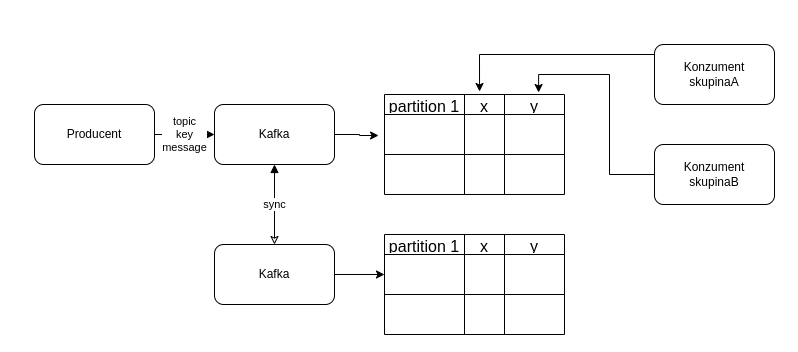 Producent
topic
key
message
Kafka
partition 1 x y
Konzument
skupinaA
Konzument
skupinaB
sync
Kafka
partition 1 x y